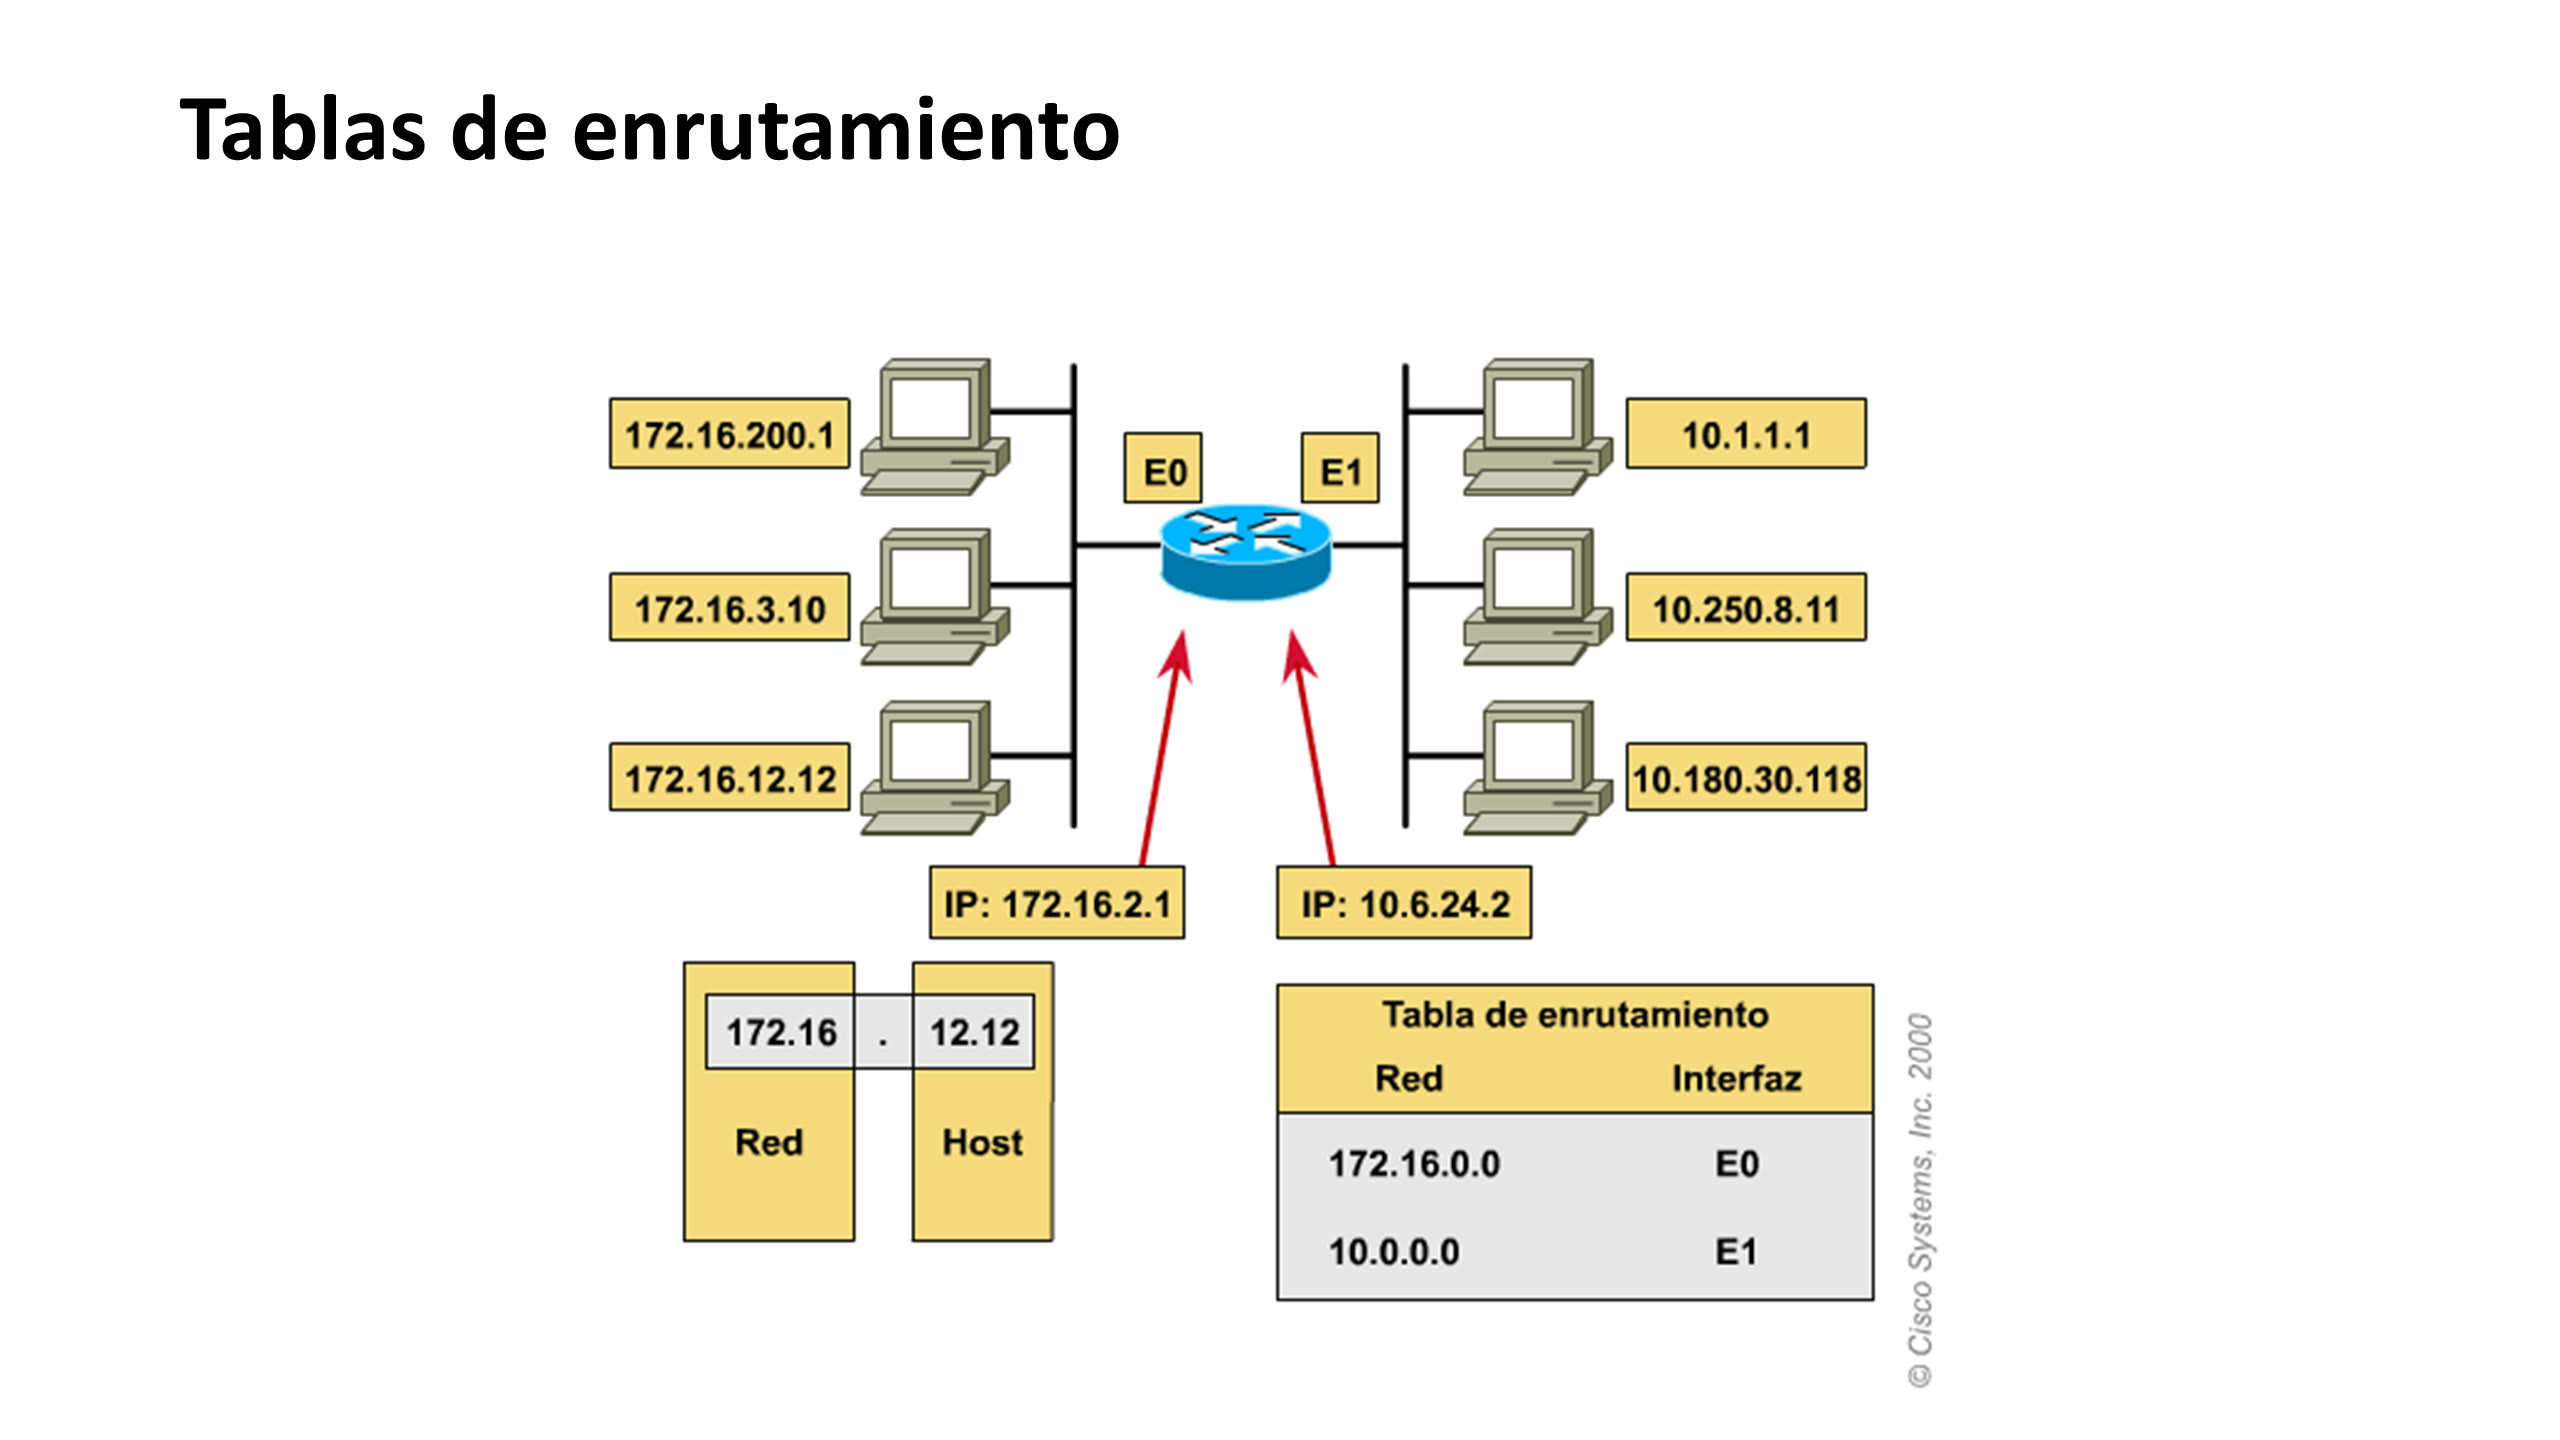 Tablas de enrutamiento
172.16.200.1
E0
E1
10.1.1.1
172.16.3.10
10.250.8.11
172.16.12.12
10.180.30.118
IP: 172.16.2.1
IP: 10.6.24.2
172.16 . 12.12
Red Host
Tabla de enrutamiento
Red Interfaz
172.16.0.0 E0
10.0.0.0 E1
© Cisco Systems, Inc. 2000